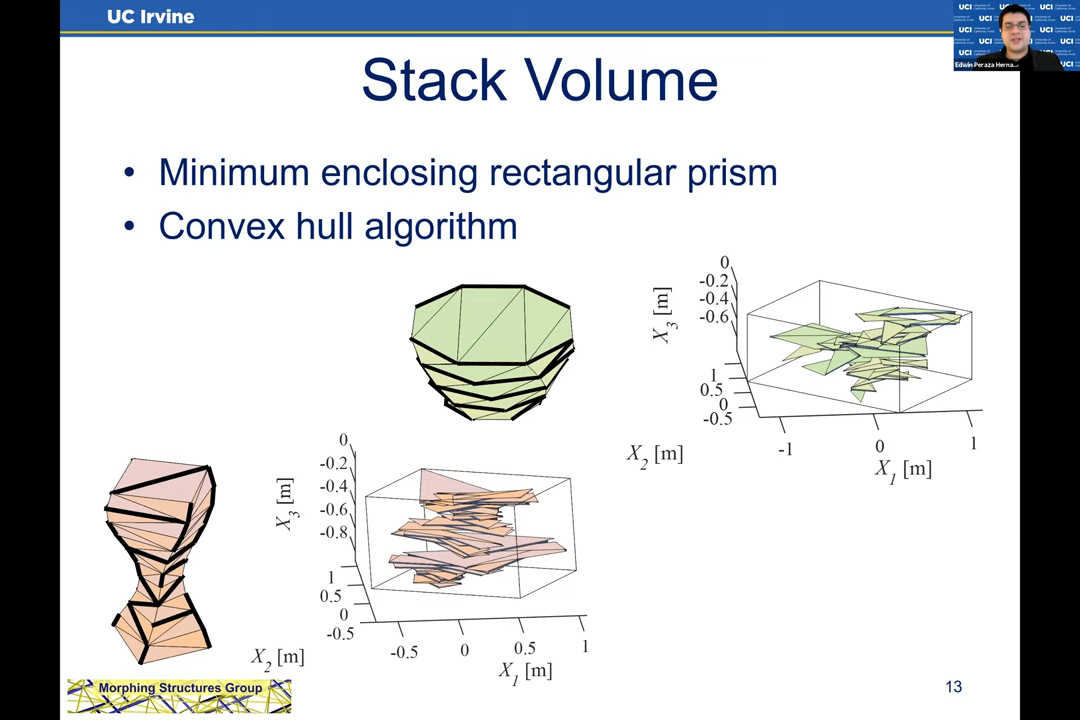 UC Irvine
Edwin Peraza Herna...
Stack Volume
• Minimum enclosing rectangular prism
• Convex hull algorithm
0
-0.2
-0.4
-0.6
X3 [m]
1
0.5
0
-0.5
X2 [m]
-1
0
1
X1 [m]
0
-0.2
-0.4
-0.6
-0.8
X3 [m]
1
0.5
0
-0.5
X2 [m]
-0.5
0
0.5
1
X1 [m]
Morphing Structures Group
13